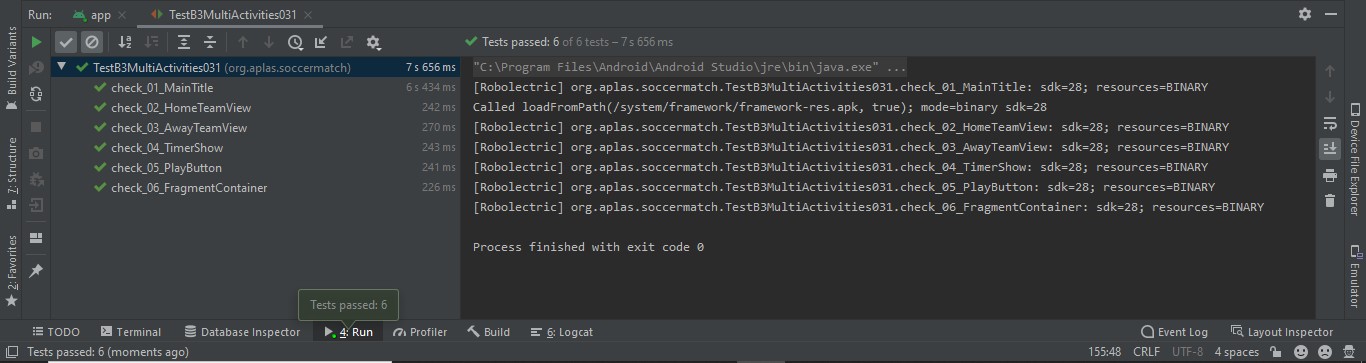 Run: app × TestB3MultiActivities031 ×
Tests passed: 6 of 6 tests – 7 s 656 ms
TestB3MultiActivities031 (org.aplas.soccermatch) 7 s 656 ms
check_01_MainTitle 6 s 434 ms
check_02_HomeTeamView 242 ms
check_03_AwayTeamView 270 ms
check_04_TimerShow 243 ms
check_05_PlayButton 241 ms
check_06_FragmentContainer 226 ms
"C:\Program Files\Android\Android Studio\jre\bin\java.exe" ...
[Robolectric] org.aplas.soccermatch.TestB3MultiActivities031.check_01_MainTitle: sdk=28; resources=BINARY
Called loadFromPath(/system/framework/framework-res.apk, true); mode=binary sdk=28
[Robolectric] org.aplas.soccermatch.TestB3MultiActivities031.check_02_HomeTeamView: sdk=28; resources=BINARY
[Robolectric] org.aplas.soccermatch.TestB3MultiActivities031.check_03_AwayTeamView: sdk=28; resources=BINARY
[Robolectric] org.aplas.soccermatch.TestB3MultiActivities031.check_04_TimerShow: sdk=28; resources=BINARY
[Robolectric] org.aplas.soccermatch.TestB3MultiActivities031.check_05_PlayButton: sdk=28; resources=BINARY
[Robolectric] org.aplas.soccermatch.TestB3MultiActivities031.check_06_FragmentContainer: sdk=28; resources=BINARY
Process finished with exit code 0
Build Variants
7: Structure
2: Favorites
Device File Explorer
Emulator
Tests passed: 6
TODO Terminal Database Inspector 4: Run Profiler Build 6: Logcat Event Log Layout Inspector
Tests passed: 6 (moments ago) 155:48 CRLF UTF-8 4 spaces